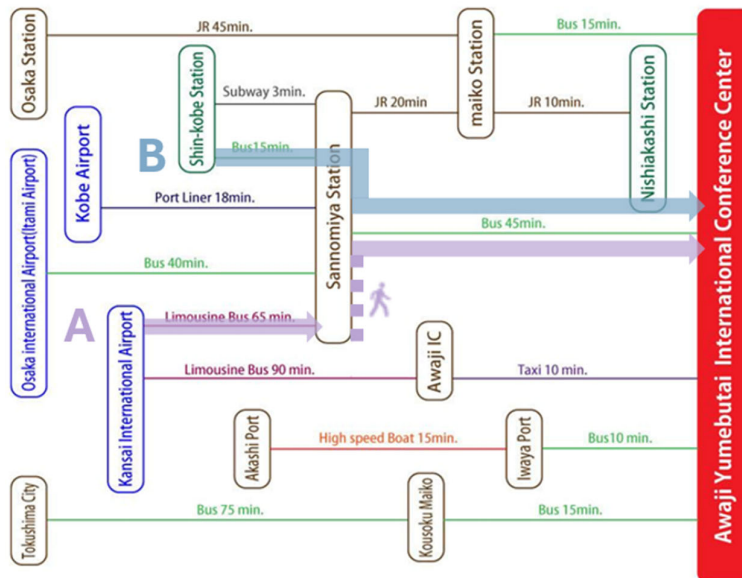 Osaka Station
JR 45min.
maiko Station
Bus 15min.
Shin-kobe Station
Subway 3min.
Bus15min.
B
Kobe Airport
Port Liner 18min.
Sannomiya Station
JR 20min
JR 10min.
Nishiakashi Station
Osaka international Airport(Itami Airport)
Bus 40min.
Bus 45min.
A
Kansai International Airport
Limousine Bus 65 min.
Limousine Bus 90 min.
Awaji IC
Taxi 10 min.
Akashi Port
High speed Boat 15min.
Iwaya Port
Bus10 min.
Tokushima City
Bus 75 min.
Kousoku Maiko
Bus 15min.
Awaji Yumebutai International Conference Center